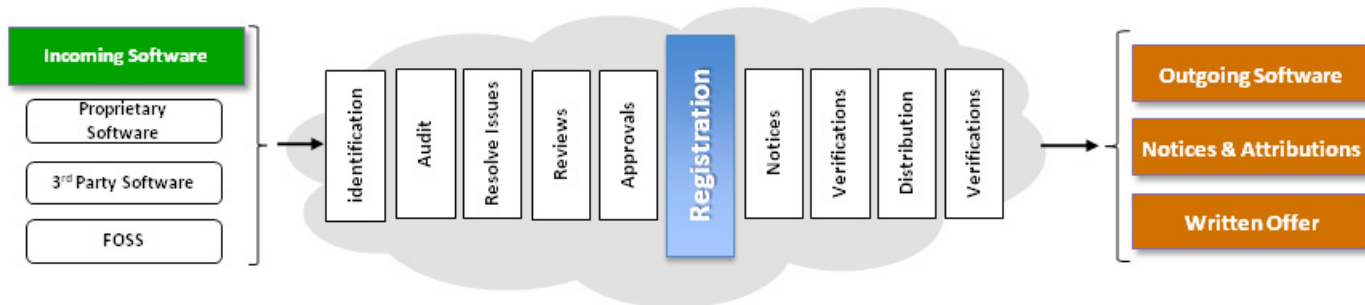 Incoming Software
Proprietary
Software
3rd Party Software
FOSS
identification
Audit
Resolve Issues
Reviews
Approvals
Registration
Notices
Verifications
Distribution
Verifications
Outgoing Software
Notices & Attributions
Written Offer